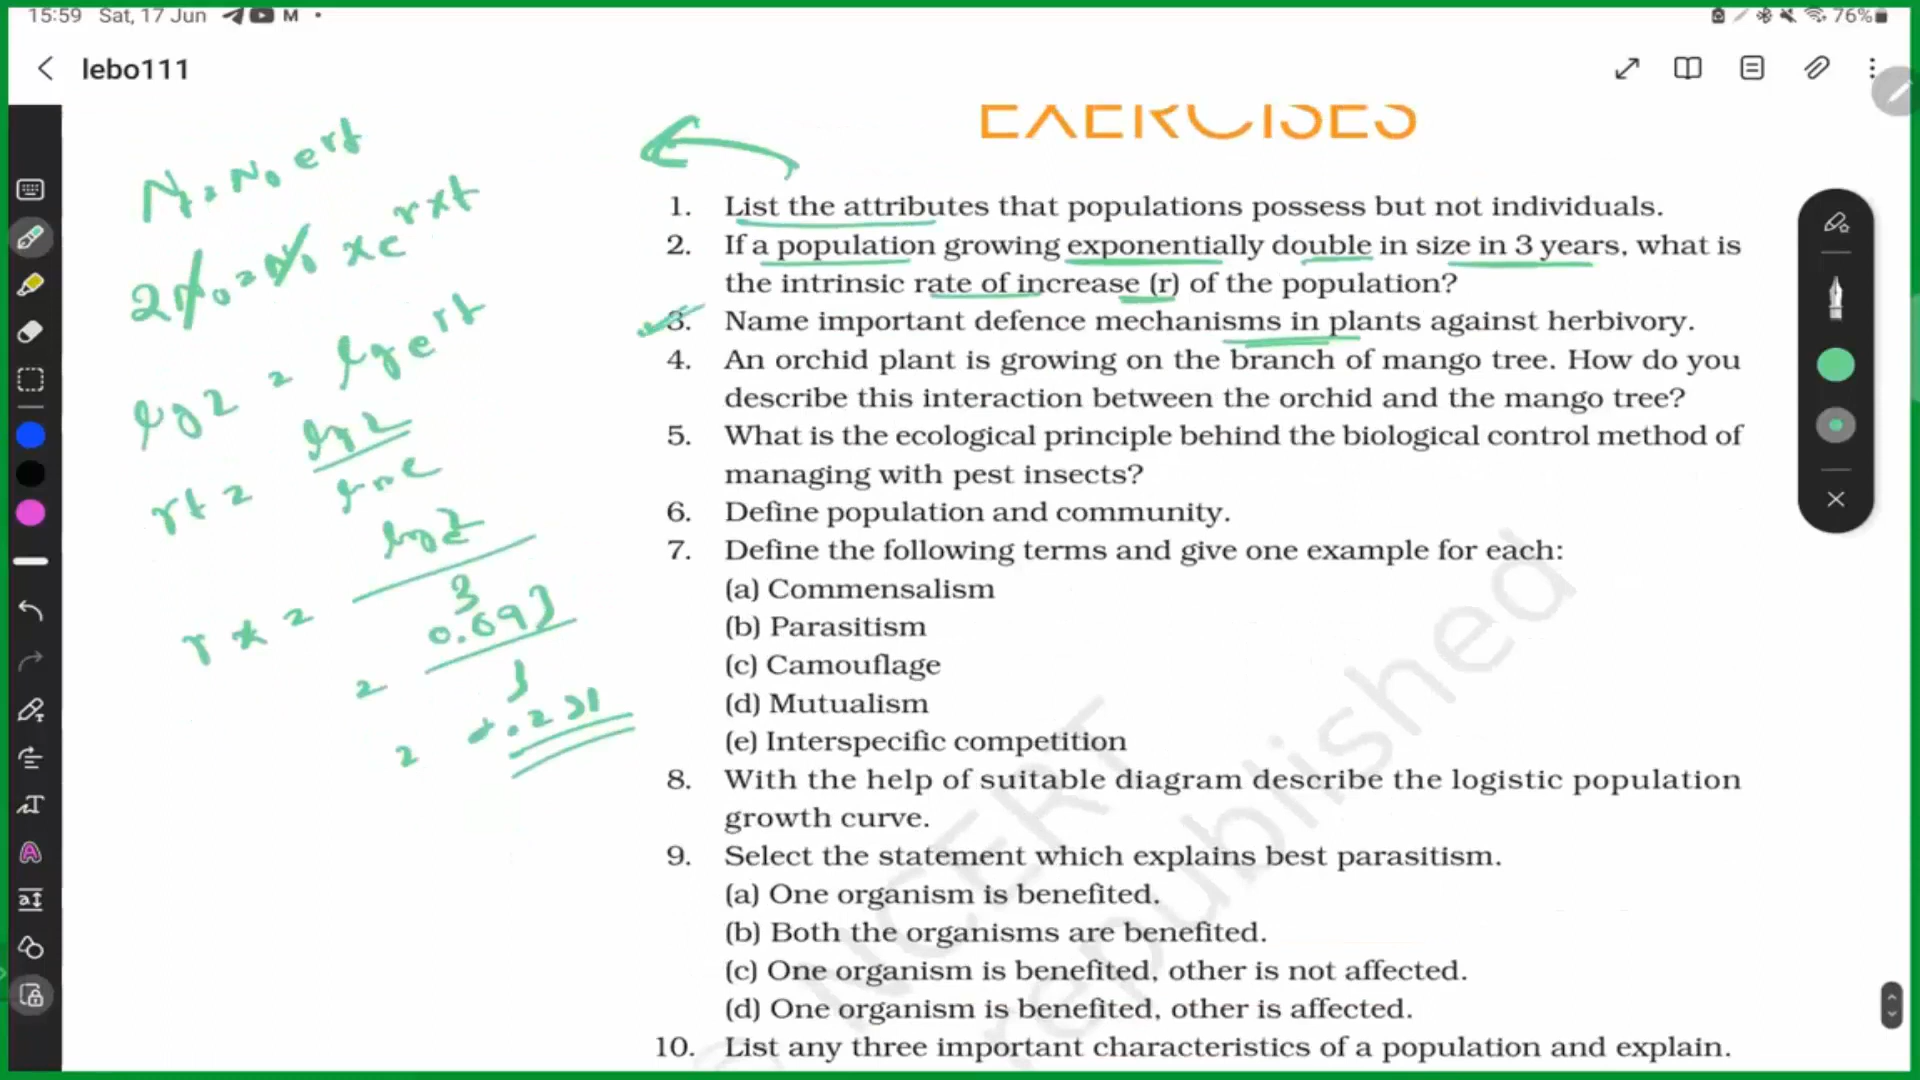 15:59 Sat, 17 Jun M
76%
lebo111
EXERCISES
1. List the attributes that populations possess but not individuals.
2. If a population growing exponentially double in size in 3 years, what is
the intrinsic rate of increase (r) of the population?
3. Name important defence mechanisms in plants against herbivory.
4. An orchid plant is growing on the branch of mango tree. How do you
describe this interaction between the orchid and the mango tree?
5. What is the ecological principle behind the biological control method of
managing with pest insects?
6. Define population and community.
7. Define the following terms and give one example for each:
(a) Commensalism
(b) Parasitism
(c) Camouflage
(d) Mutualism
(e) Interspecific competition
8. With the help of suitable diagram describe the logistic population
growth curve.
9. Select the statement which explains best parasitism.
(a) One organism is benefited.
(b) Both the organisms are benefited.
(c) One organism is benefited, other is not affected.
(d) One organism is benefited, other is affected.
10. List any three important characteristics of a population and explain.
NCERT
republished
Nt = N0 e rt
2N0 = N0 x e rxt
log 2 = log e rt
rt = log 2
3
0.693
3